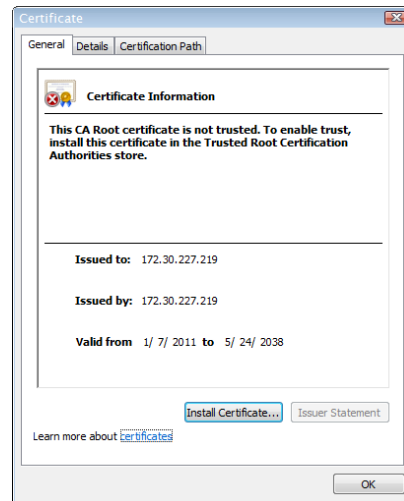 Certificate
General Details Certification Path
Certificate Information
This CA Root certificate is not trusted. To enable trust,
install this certificate in the Trusted Root Certification
Authorities store.
Issued to: 172.30.227.219
Issued by: 172.30.227.219
Valid from 1/ 7/ 2011 to 5/ 24/ 2038
Install Certificate... Issuer Statement
Learn more about certificates
OK